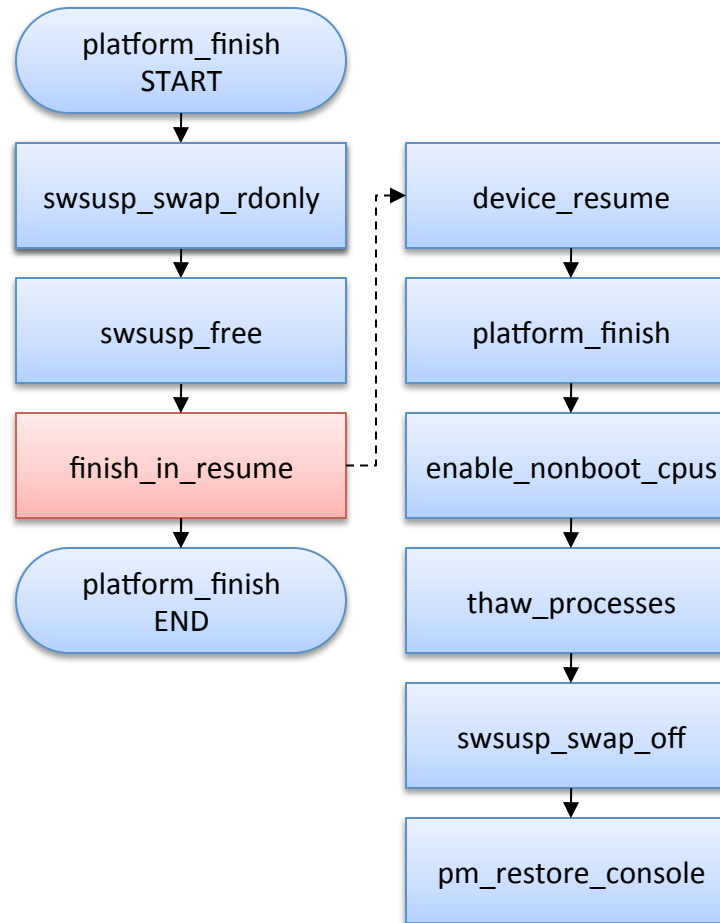 platform_finish
START
swsusp_swap_rdonly
swsusp_free
finish_in_resume
platform_finish
END
device_resume
platform_finish
enable_nonboot_cpus
thaw_processes
swsusp_swap_off
pm_restore_console